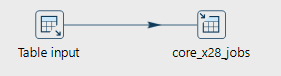 Table input
core_x28_jobs